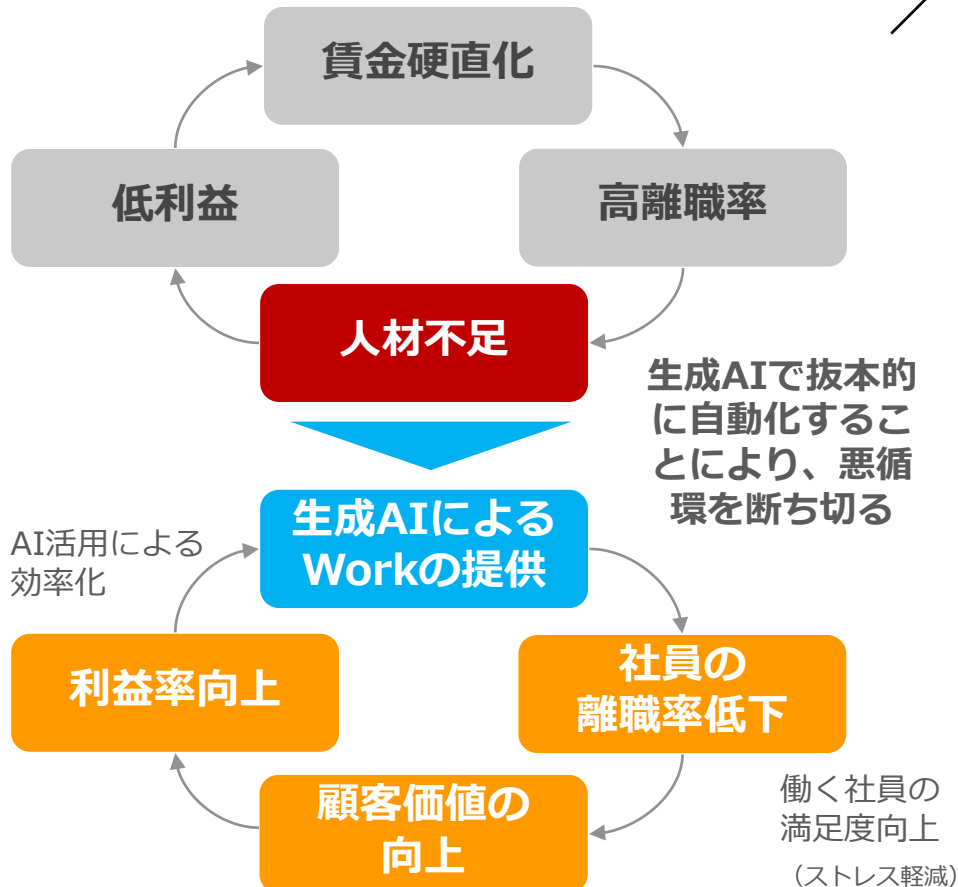 賃金硬直化
低利益
高離職率
人材不足
生成AIで抜本的
に自動化するこ
とにより、悪循
環を断ち切る
生成AIによる
Workの提供
AI活用による
効率化
利益率向上
社員の
離職率低下
顧客価値の
向上
働く社員の
満足度向上
（ストレス軽減）